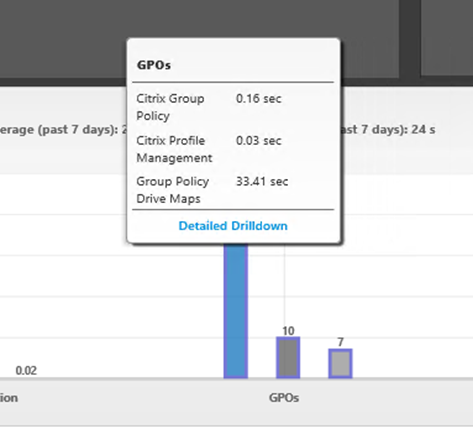 GPOs
Citrix Group 0.16 sec
Policy
Citrix Profile 0.03 sec
Management
Group Policy 33.41 sec
Drive Maps
Detailed Drilldown
erage (past 7 days): 2
ast 7 days): 24 s
10
7
0.02
ion
GPOs